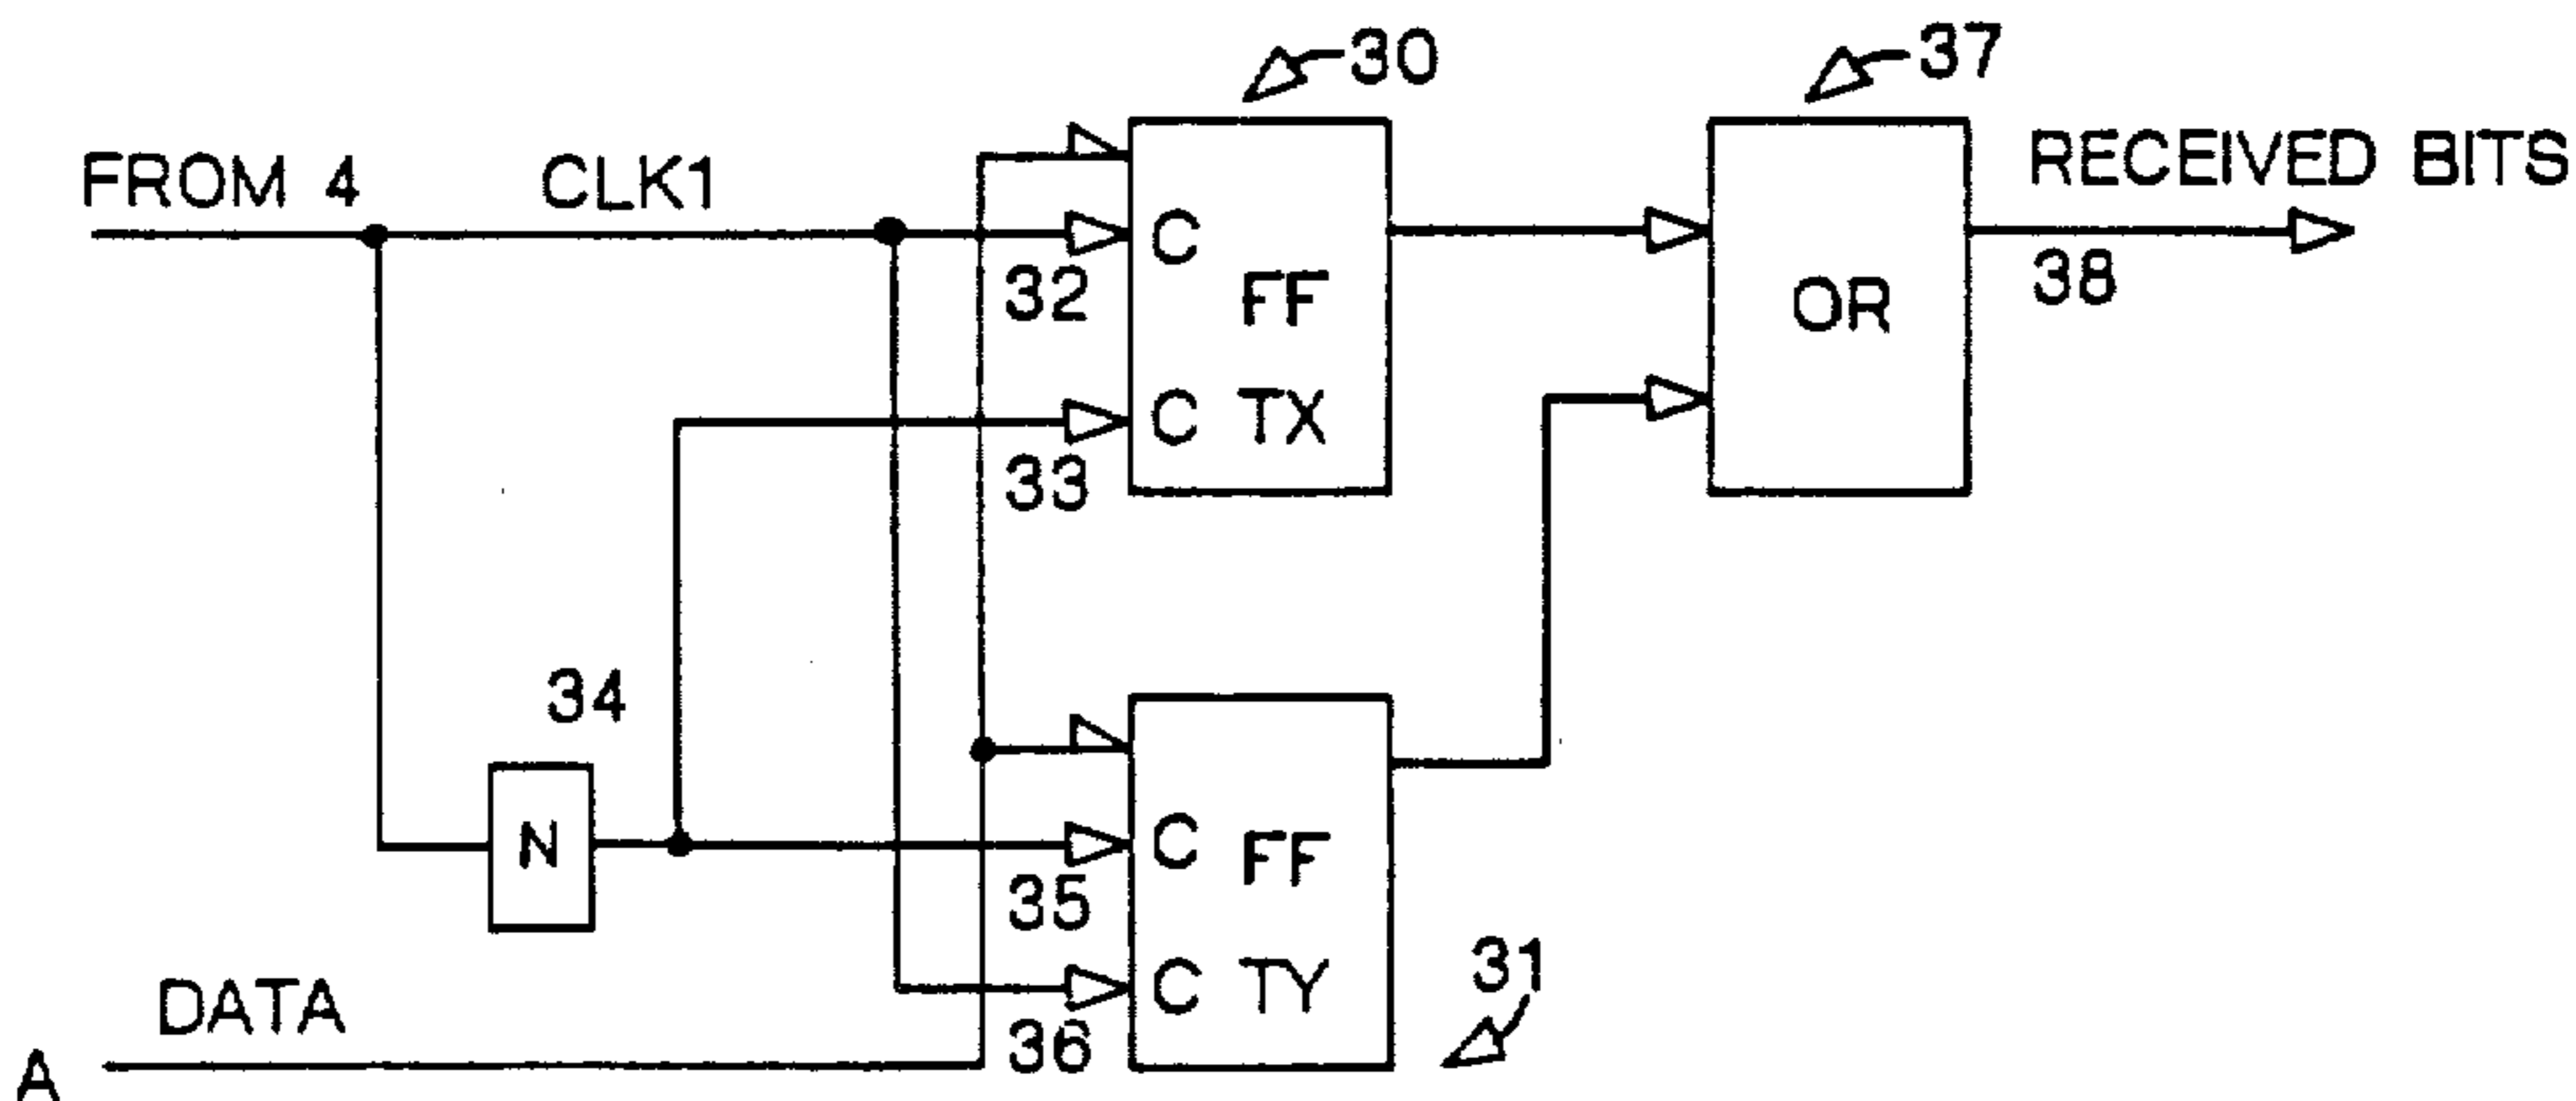 30
37
FROM 4 CLK1
RECEIVED BITS
C
32
FF
OR
38
C TX
33
34
N
C FF
35
C TY
31
36
DATA
A